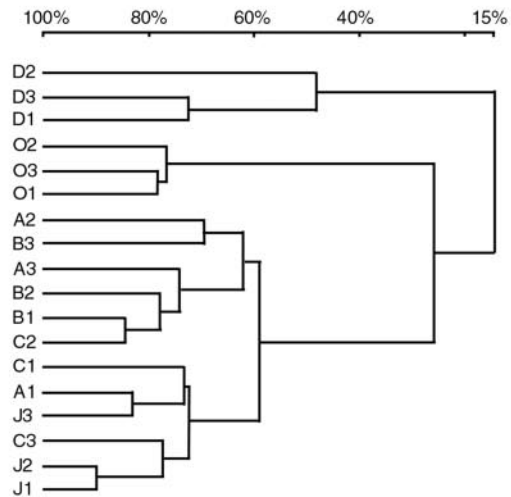 100% 80% 60% 40% 15%
D2
D3
D1
O2
O3
O1
A2
B3
A3
B2
B1
C2
C1
A1
J3
C3
J2
J1